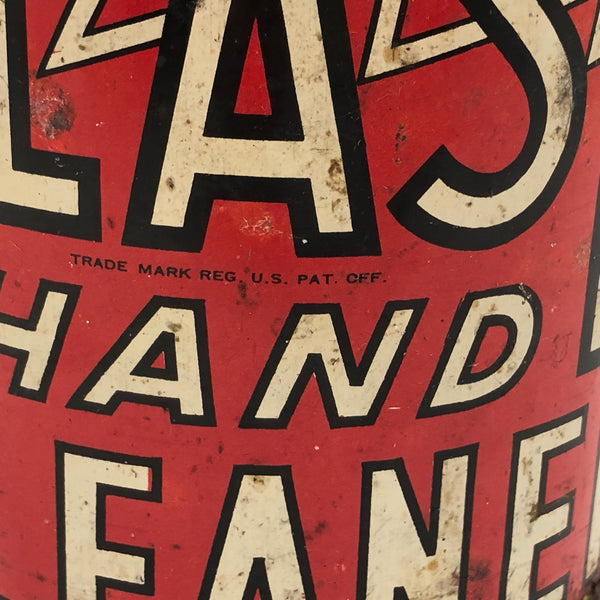 LAS
TRADE MARK REG. U.S. PAT. OFF.
HAND
EANE